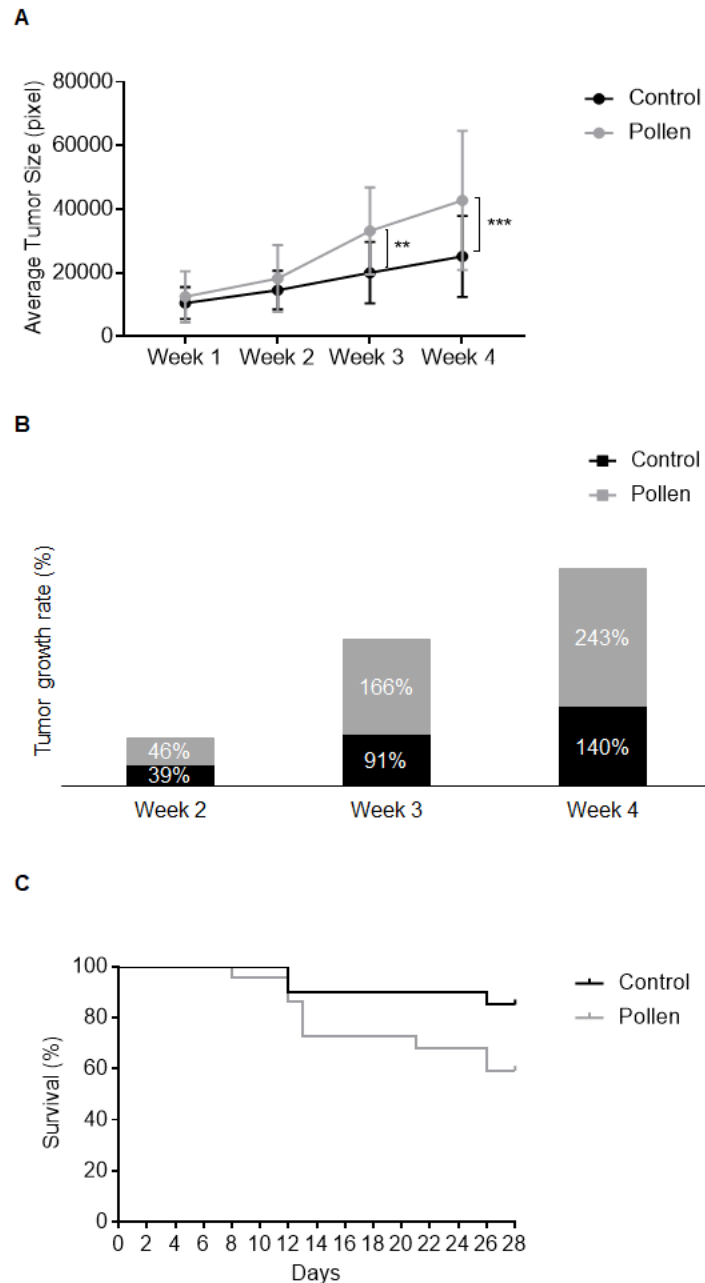 A
Average Tumor Size (pixel)
80000
60000
40000
20000
0
**
***
Week 1
Week 2
Week 3
Week 4
Control
Pollen
B
Control
Pollen
Tumor growth rate (%)
46%
39%
166%
91%
243%
140%
Week 2
Week 3
Week 4
C
Survival (%)
100
80
60
40
20
0
0 2 4 6 8 10 12 14 16 18 20 22 24 26 28
Days
Control
Pollen